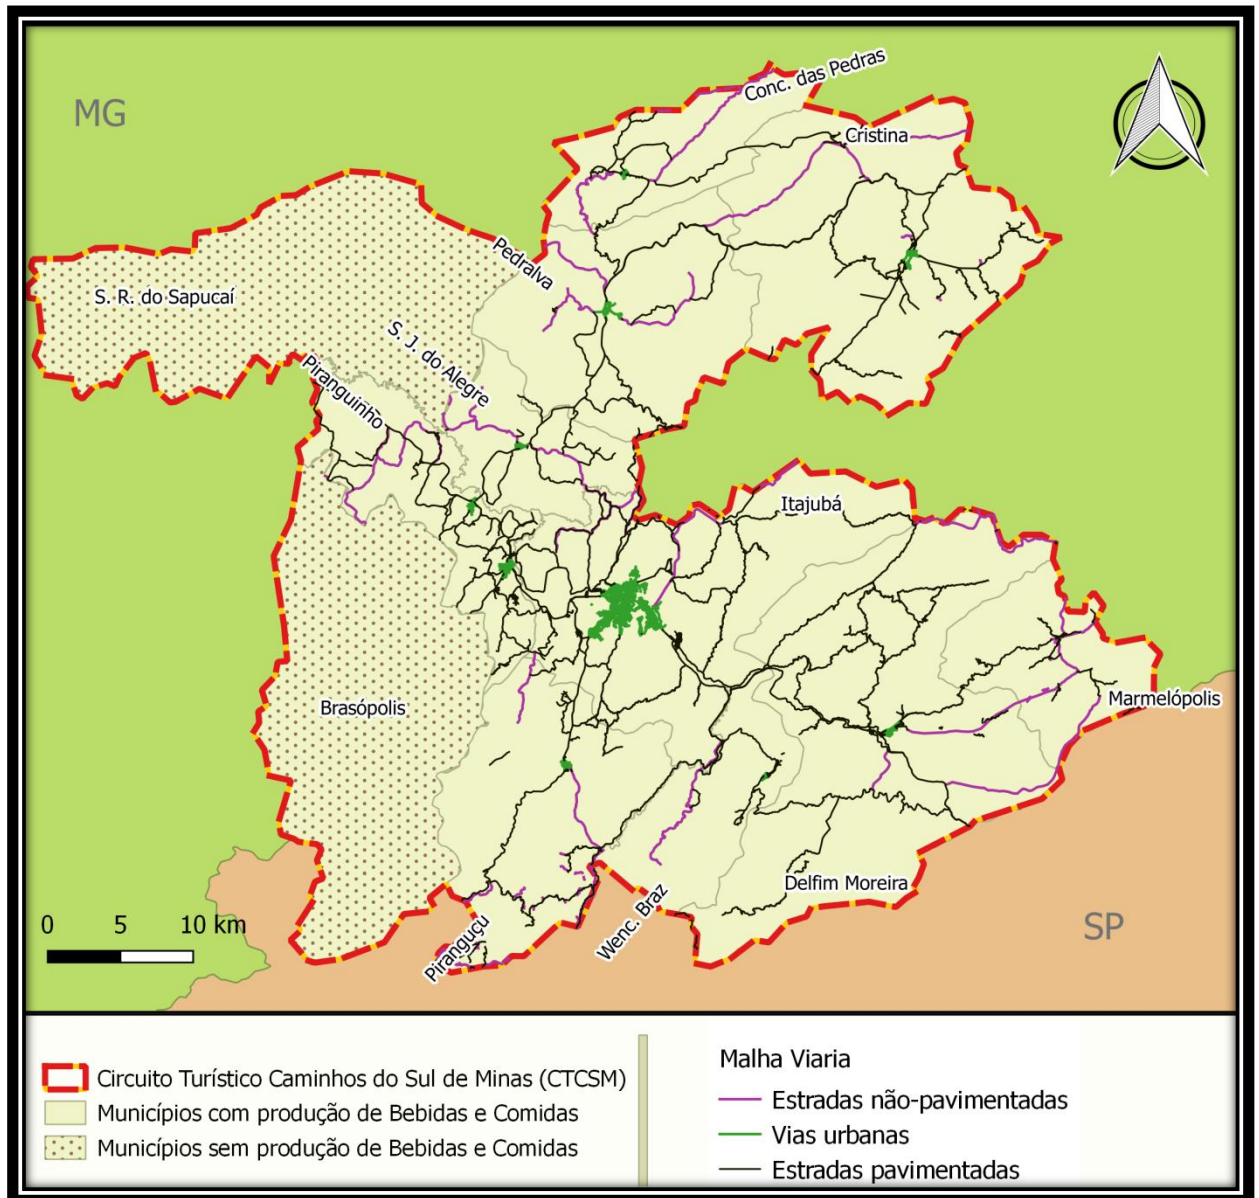 MG
Conc. das Pedras
Cristina
Pedralva
S. R. do Sapucaí
S. J. do Alegre
Piranguinho
Itajubá
Brasópolis
Marmelópolis
Delfim Moreira
Wenc. Braz
Piranguçu
SP
0 5 10 km
Circuito Turístico Caminhos do Sul de Minas (CTCSM)
Municípios com produção de Bebidas e Comidas
Municípios sem produção de Bebidas e Comidas
Malha Viaria
Estradas não-pavimentadas
Vias urbanas
Estradas pavimentadas